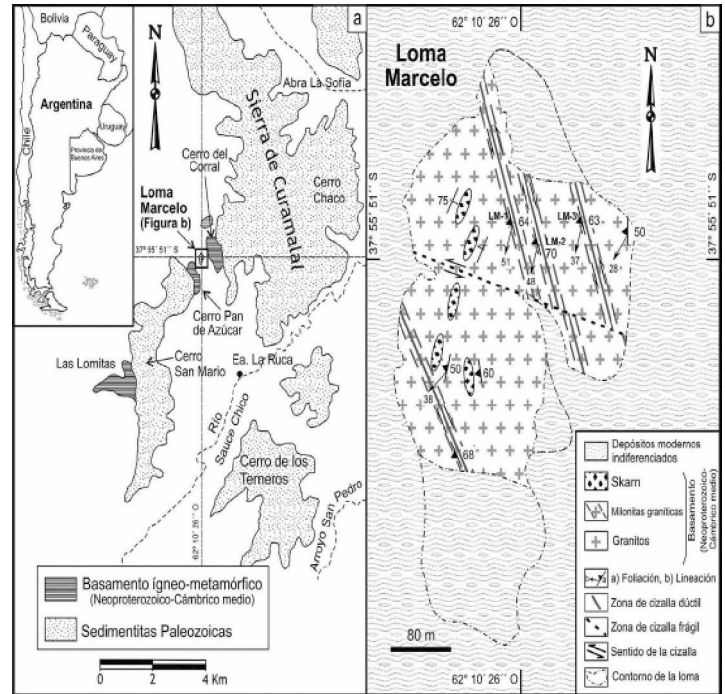 a
Bolivia
Paraguay
Argentina
Chile
Uruguay
Provincia de
Buenos Aires
N
Abra La Sofía
Sierra de Curamalal
Cerro del
Corral
Cerro
Chaco
Loma
Marcelo
(Figura b)
37° 55´ 51´´ S
Cerro Pan
de Azúcar
Las Lomitas
Cerro
San Mario
Ea. La Ruca
Río
Sauce Chico
Cerro de los
Terneros
Arroyo San Pedro
62° 10´ 26´´ O
Basamento ígneo-metamórfico
(Neoproterozoico-Cámbrico medio)
Sedimentitas Paleozoicas
0 2 4 Km
b
62° 10´ 26´´ O
Loma
Marcelo
N
37° 55´ 51´´ S
37° 55´ 51´´ S
75
LM-1
64
LM-2
70
LM-3
63
50
51
48
37
28
50
60
38
68
80 m
62° 10´ 26´´ O
Depósitos modernos
indiferenciados
Skarn
Milonitas graníticas
Granitos
Basamento
(Neoproterozoico-
Cámbrico medio)
a) Foliación, b) Lineación
Zona de cizalla dúctil
Zona de cizalla frágil
Sentido de la cizalla
Contorno de la loma